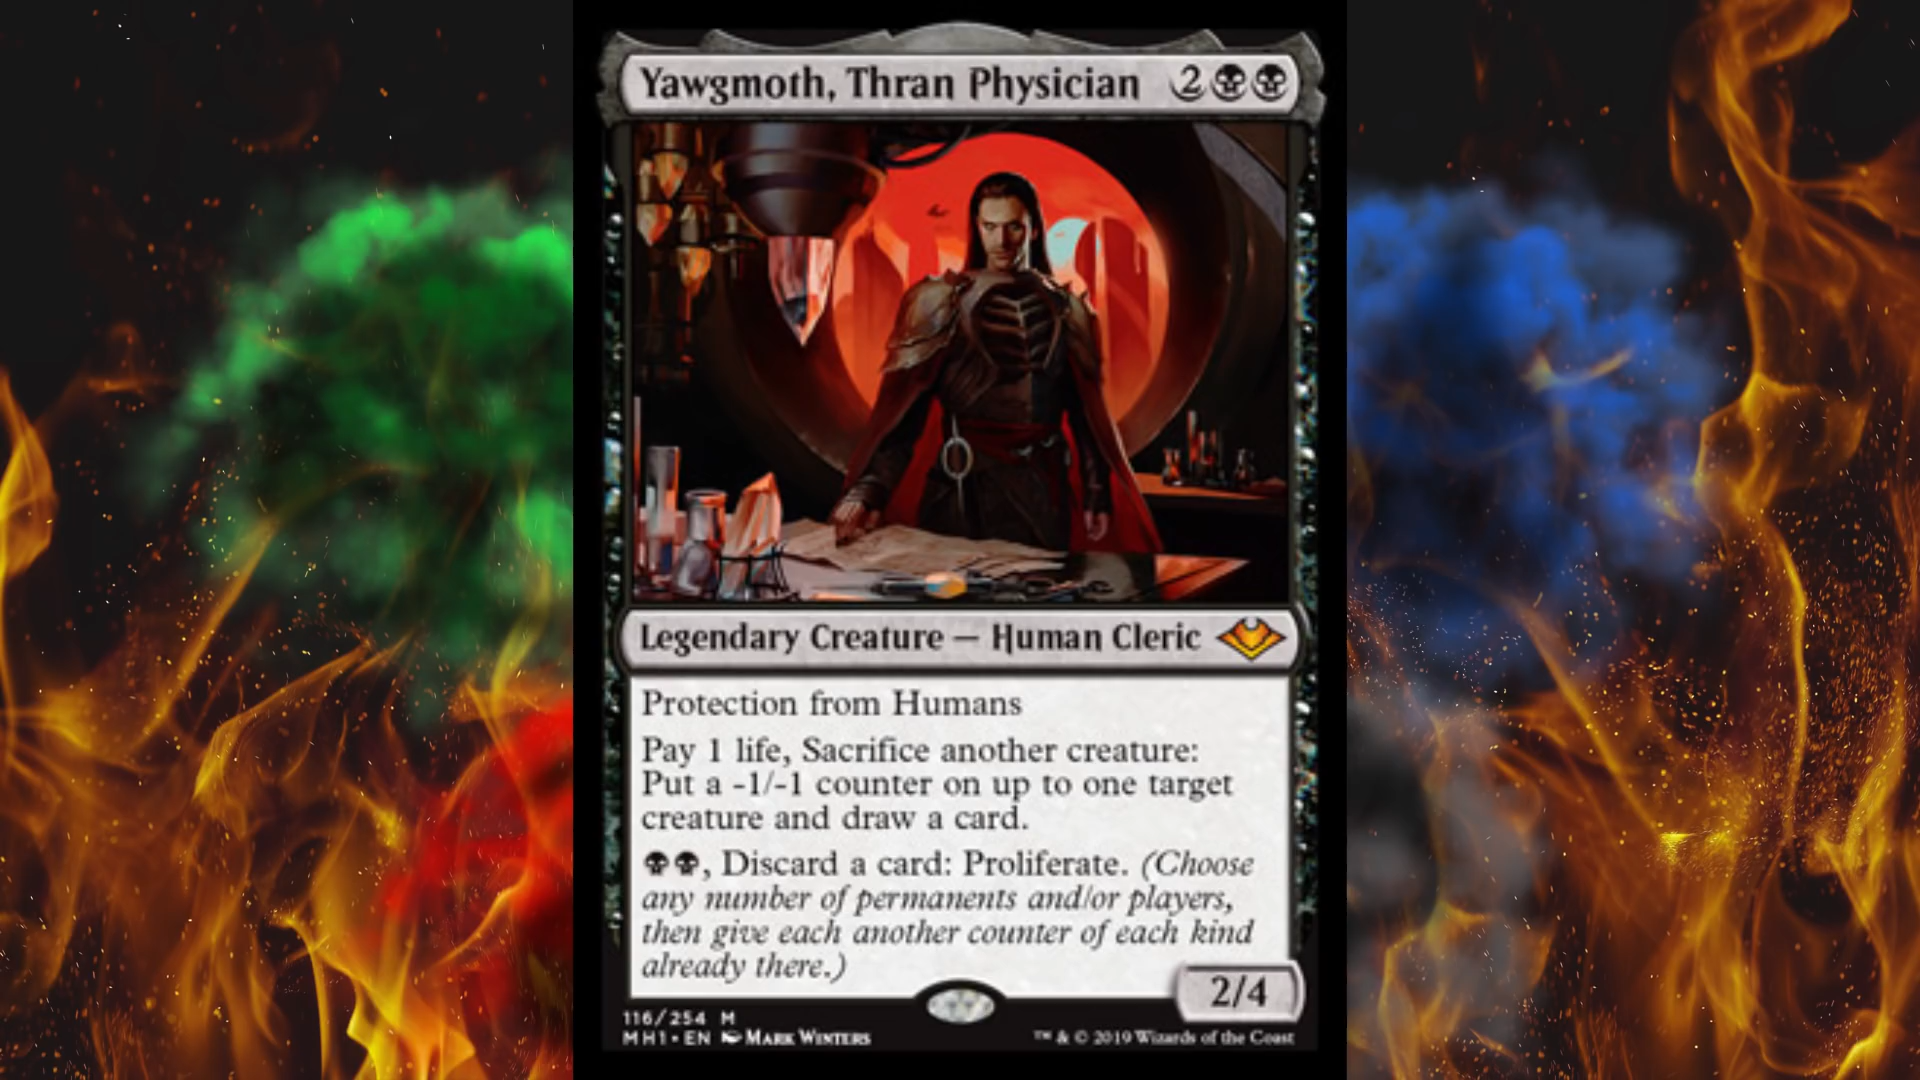 Yawgmoth, Thran Physician 2
Legendary Creature — Human Cleric
Protection from Humans
Pay 1 life, Sacrifice another creature:
Put a -1/-1 counter on up to one target
creature and draw a card.
, Discard a card: Proliferate. (Choose
any number of permanents and/or players,
then give each another counter of each kind
already there.)
2/4
116/254 M
MH1 • EN Mark Winters
™ & © 2019 Wizards of the Coast